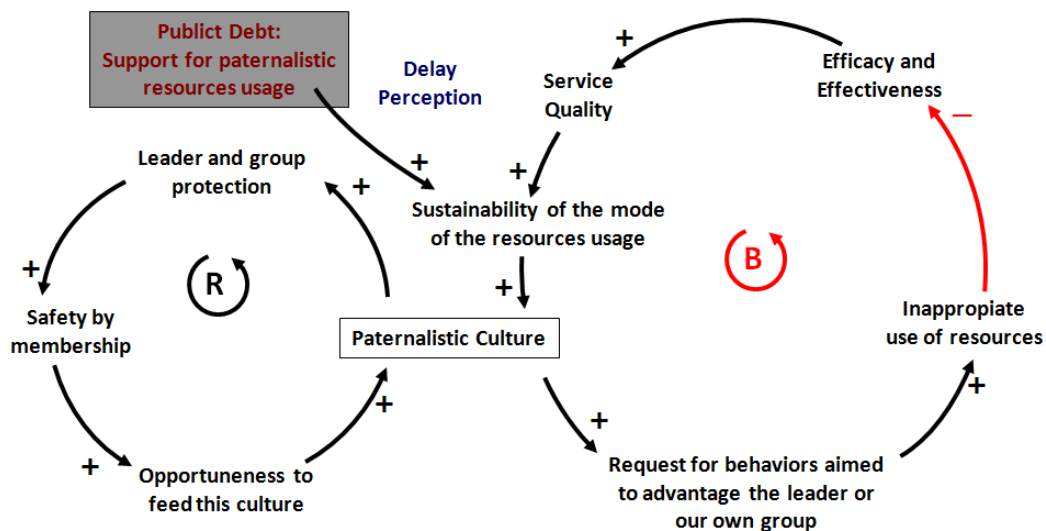 Publict Debt:
Support for paternalistic
resources usage
Delay
Perception
+
Service
Quality
Efficacy and
Effectiveness
—
Leader and group
protection
+
+
+
Sustainability of the mode
of the resources usage
R
B
+
+
Safety by
membership
Paternalistic Culture
Inappropiate
use of resources
+
+
+
+
Opportuneness to
feed this culture
Request for behaviors aimed
to advantage the leader or
our own group